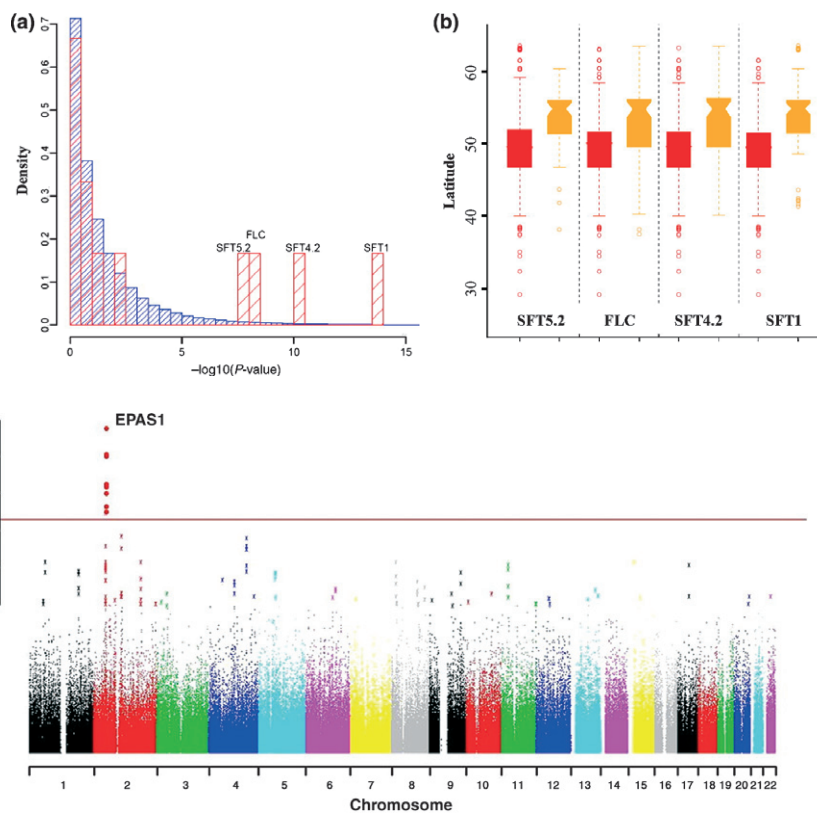 (a)
Density
0.0 0.1 0.2 0.3 0.4 0.5 0.6 0.7
FLC
SFT5.2 SFT4.2 SFT1
0 5 10 15
–log10(P-value)
(b)
Latitude
60
50
40
30
SFT5.2 FLC SFT4.2 SFT1
EPAS1
1 2 3 4 5 6 7 8 9 10 11 12 13 14 15 16 17 18 19 20 21 22
Chromosome